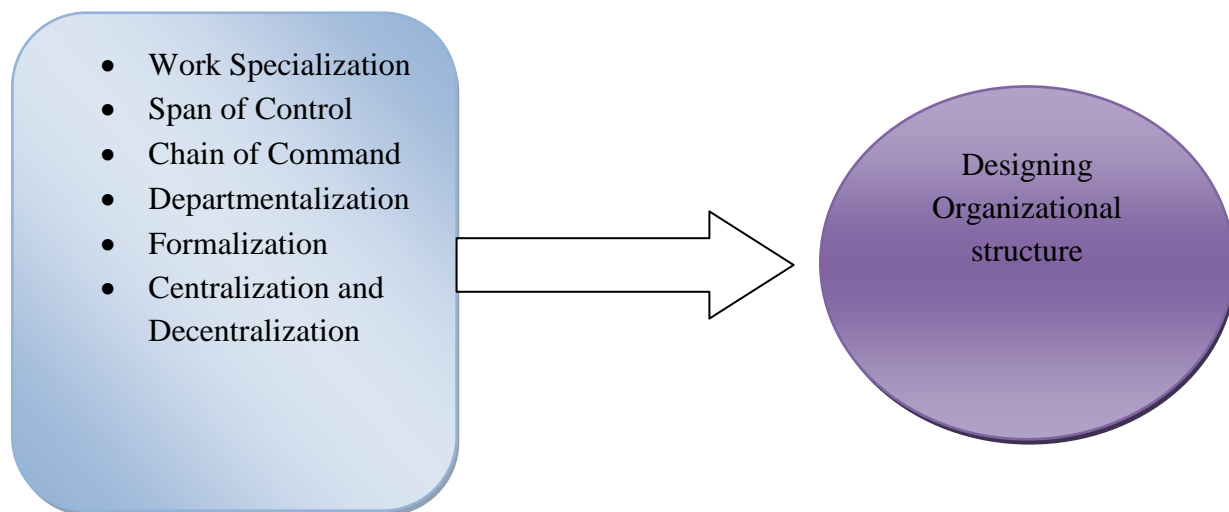 • Work Specialization
• Span of Control
• Chain of Command
• Departmentalization
• Formalization
• Centralization and
Decentralization
Designing
Organizational
structure